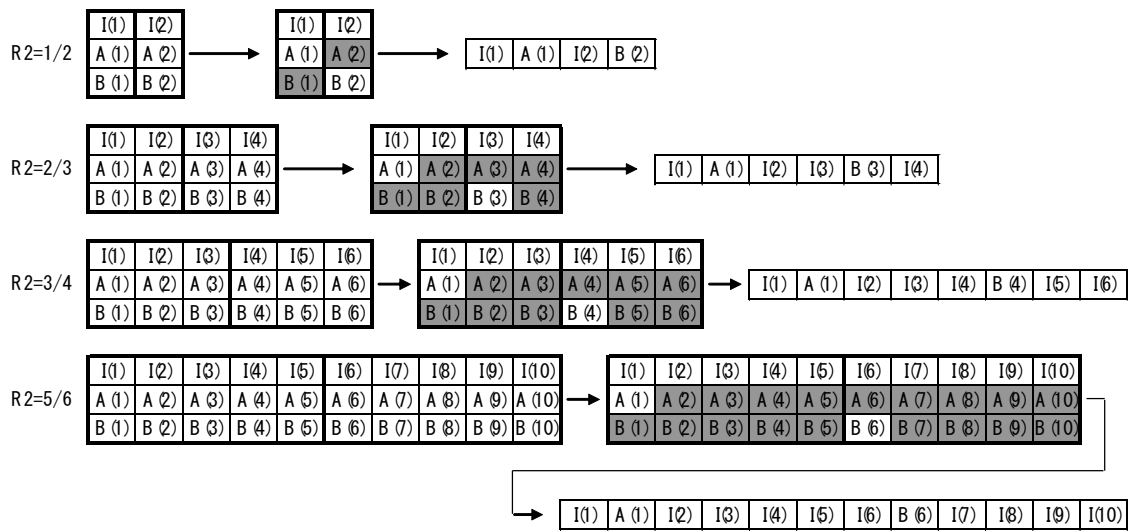 I(1) I(2) I(1) I(2)
R2=1/2 A(1) A(2) A(1) A(2) I(1) A(1) I(2) B(2)
B(1) B(2) B(1) B(2)
I(1) I(2) I(3) I(4) I(1) I(2) I(3) I(4)
R2=2/3 A(1) A(2) A(3) A(4) A(1) A(2) A(3) A(4) I(1) A(1) I(2) I(3) B(3) I(4)
B(1) B(2) B(3) B(4) B(1) B(2) B(3) B(4)
I(1) I(2) I(3) I(4) I(5) I(6) I(1) I(2) I(3) I(4) I(5) I(6)
R2=3/4 A(1) A(2) A(3) A(4) A(5) A(6) A(1) A(2) A(3) A(4) A(5) A(6) I(1) A(1) I(2) I(3) I(4) B(4) I(5) I(6)
B(1) B(2) B(3) B(4) B(5) B(6) B(1) B(2) B(3) B(4) B(5) B(6)
I(1) I(2) I(3) I(4) I(5) I(6) I(7) I(8) I(9) I(10) I(1) I(2) I(3) I(4) I(5) I(6) I(7) I(8) I(9) I(10)
R2=5/6 A(1) A(2) A(3) A(4) A(5) A(6) A(7) A(8) A(9) A(10) A(1) A(2) A(3) A(4) A(5) A(6) A(7) A(8) A(9) A(10)
B(1) B(2) B(3) B(4) B(5) B(6) B(7) B(8) B(9) B(10) B(1) B(2) B(3) B(4) B(5) B(6) B(7) B(8) B(9) B(10)
I(1) A(1) I(2) I(3) I(4) I(5) I(6) B(6) I(7) I(8) I(9) I(10)